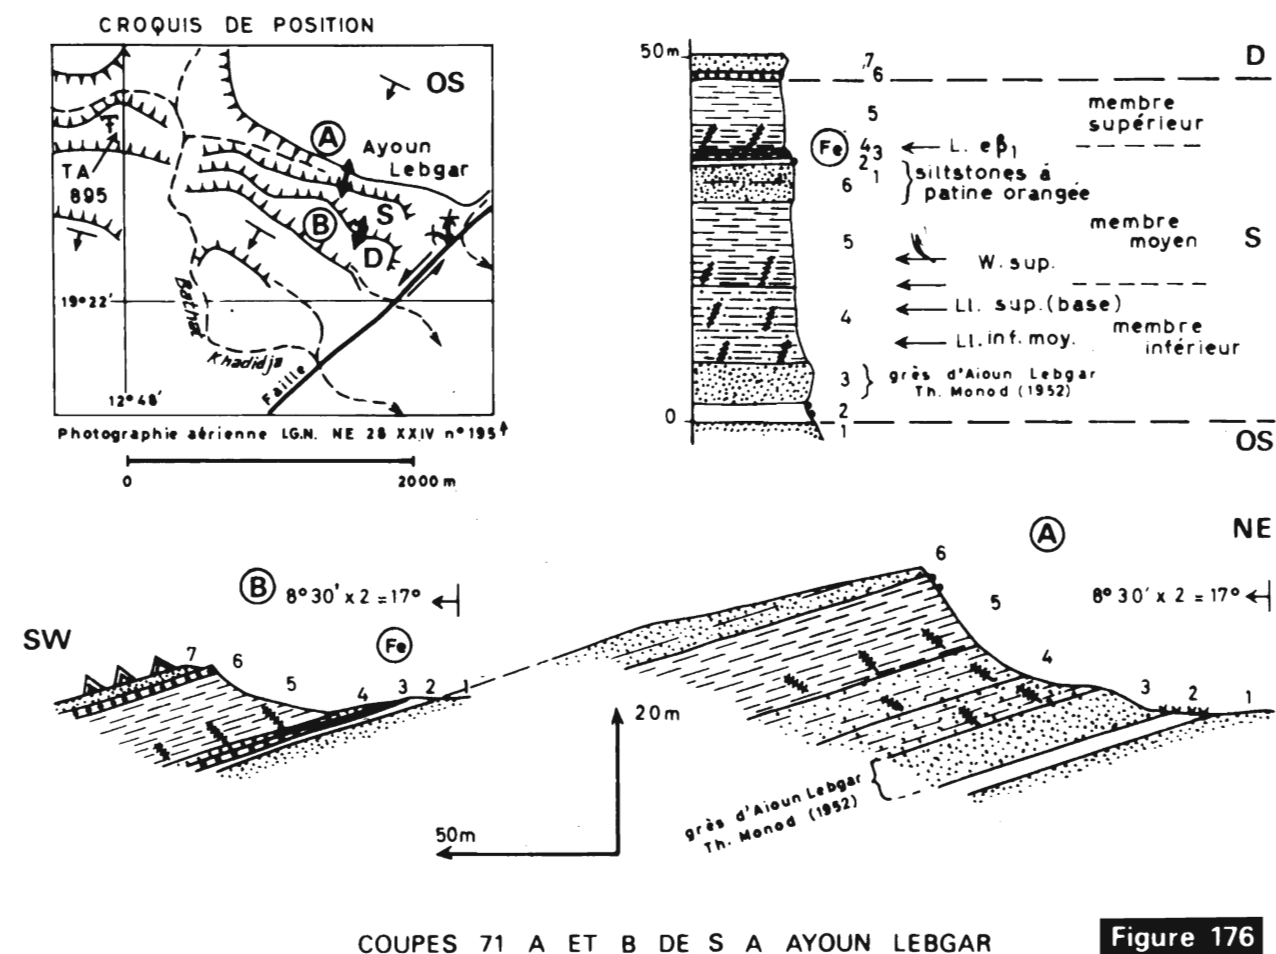 CROQUIS DE POSITION
OS
A
Ayoun
Lebgar
TA
895
B
S
D
19°22'
Bathat
Khadidja
Faille
12°48'
Photographie aérienne I.G.N. NE 28 XXIV n° 195
0
2000 m
50m
7
6
D
5
membre
supérieur
Fe
4
3
L. eβ1
2
1
6
siltstones á
patine orangée
5
membre
moyen
S
W. sup.
4
Ll. sup. (base)
membre
inférieur
Ll. inf. moy.
3
grès d'Aioun Lebgar
Th. Monod (1952)
0
2
1
OS
A
NE
B
8°30' x 2 = 17°
8°30' x 2 = 17°
SW
Fe
7
6
5
4
3
2
1
6
5
4
3
2
1
20m
50m
grès d'Aioun Lebgar
Th. Monod (1952)
COUPES 71 A ET B DE S A AYOUN LEBGAR
Figure 176